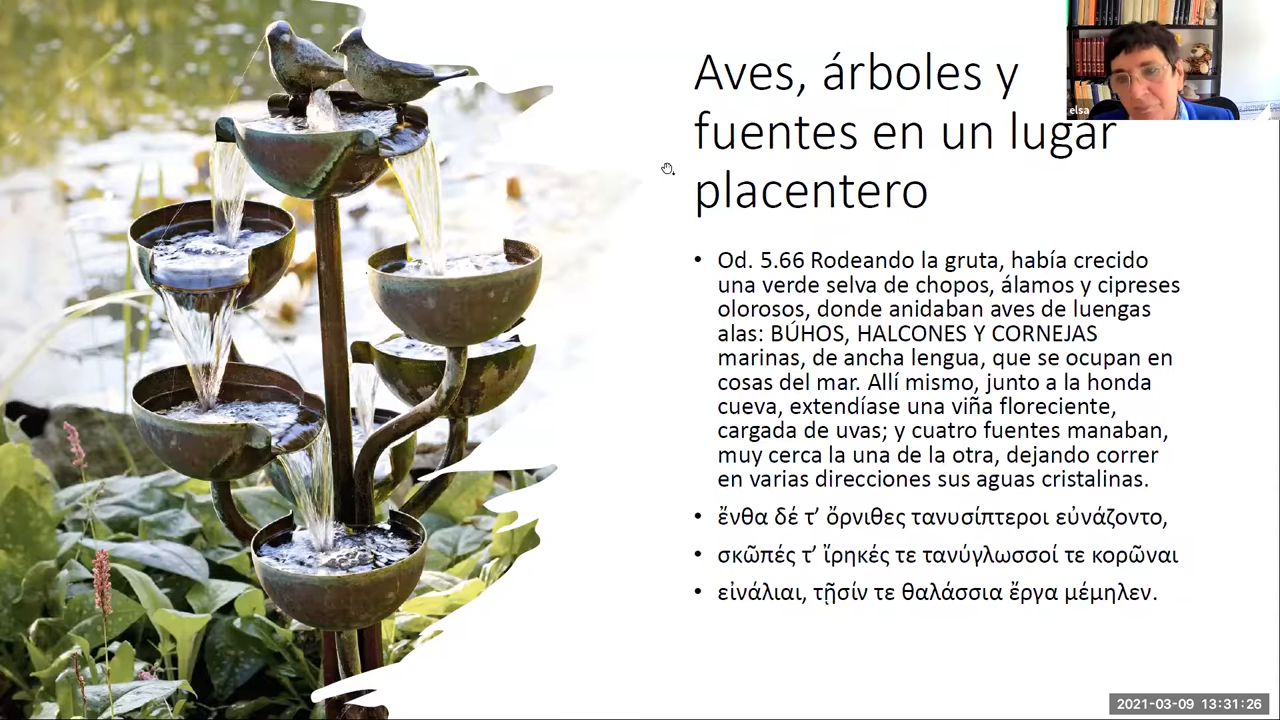 Aves, árboles y
fuentes en un lugar
placentero
elsa
• Od. 5.66 Rodeando la gruta, había crecido
una verde selva de chopos, álamos y cipreses
olorosos, donde anidaban aves de luengas
alas: BÚHOS, HALCONES Y CORNEJAS
marinas, de ancha lengua, que se ocupan en
cosas del mar. Allí mismo, junto a la honda
cueva, extendíase una viña floreciente,
cargada de uvas; y cuatro fuentes manaban,
muy cerca la una de la otra, dejando correr
en varias direcciones sus aguas cristalinas.
• ἔνθα δέ τ’ ὄρνιθες τανυσίπτεροι εὐνάζοντο,
• σκῶπές τ’ ἴρηκές τε τανύγλωσσοί τε κορῶναι
• εἰνάλιαι, τῇσίν τε θαλάσσια ἔργα μέμηλεν.
2021-03-09 13:31:26